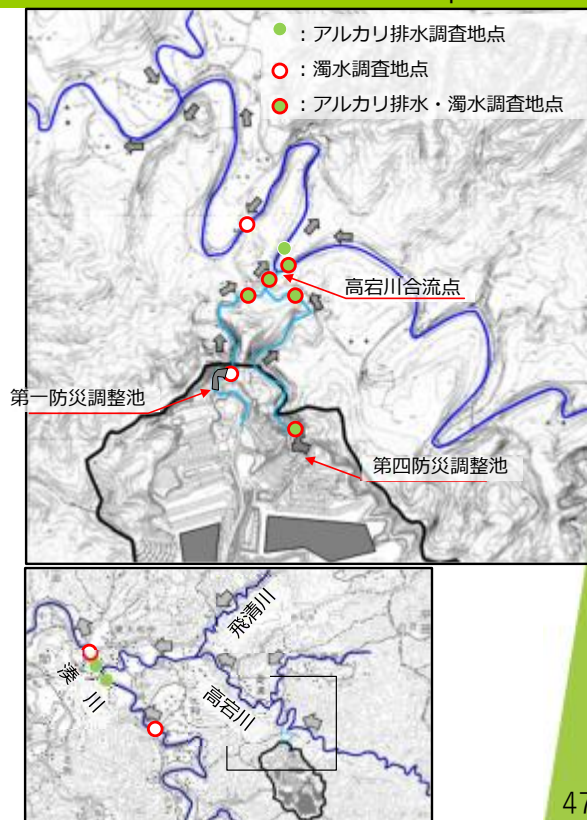 ：アルカリ排水調査地点
：濁水調査地点
：アルカリ排水・濁水調査地点
高宕川合流点
第一防災調整池
第四防災調整池
飛清川
湊川
高宕川
47